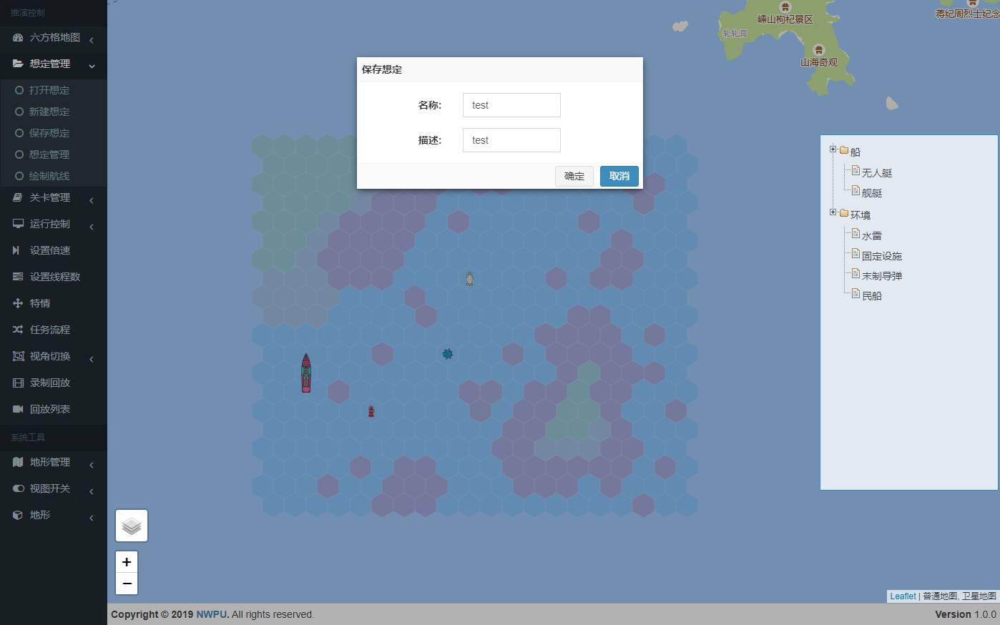 推演控制
六方格地图
想定管理
打开想定
新建想定
保存想定
想定管理
绘制航线
关卡管理
运行控制
设置倍速
设置线程数
特情
任务流程
视角切换
录制回放
回放列表
系统工具
地形管理
视图开关
地形
嵊山枸杞景区
轧轧洞
山海奇观
蒋纪周烈士纪念
保存想定
名称: test
描述: test
确定 取消
船
无人艇
舰艇
环境
水雷
固定设施
末制导弹
民船
+
−
Leaflet | 普通地图, 卫星地图
Copyright © 2019 NWPU. All rights reserved.
Version 1.0.0